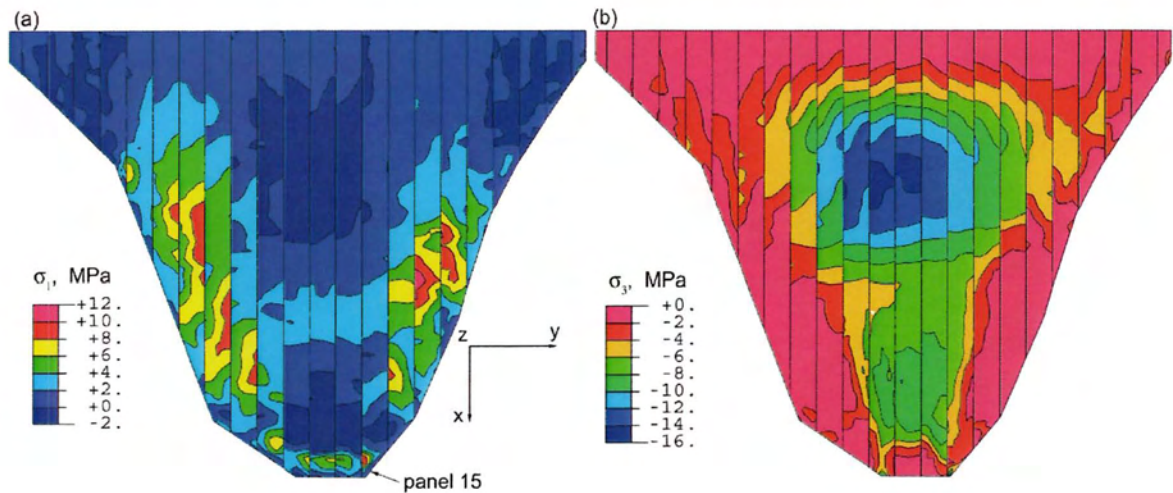 (a)
(b)
σ₁, MPa
+12.
+10.
+8.
+6.
+4.
+2.
+0.
-2.
z
y
x
panel 15
σ₃, MPa
+0.
-2.
-4.
-6.
-8.
-10.
-12.
-14.
-16.